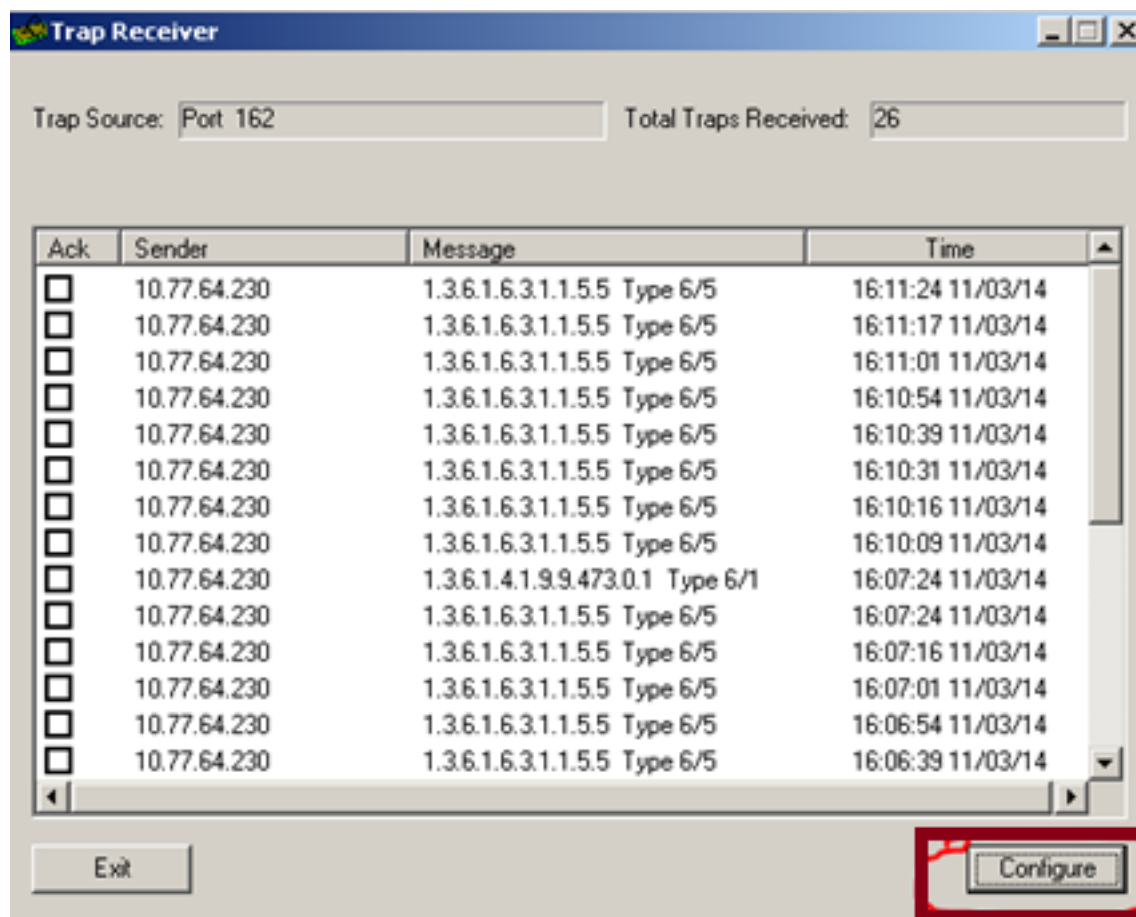 Trap Receiver
Trap Source: Port 162 Total Traps Received: 26
Ack Sender Message Time
10.77.64.230 1.3.6.1.6.3.1.1.5.5 Type 6/5 16:11:24 11/03/14
10.77.64.230 1.3.6.1.6.3.1.1.5.5 Type 6/5 16:11:17 11/03/14
10.77.64.230 1.3.6.1.6.3.1.1.5.5 Type 6/5 16:11:01 11/03/14
10.77.64.230 1.3.6.1.6.3.1.1.5.5 Type 6/5 16:10:54 11/03/14
10.77.64.230 1.3.6.1.6.3.1.1.5.5 Type 6/5 16:10:39 11/03/14
10.77.64.230 1.3.6.1.6.3.1.1.5.5 Type 6/5 16:10:31 11/03/14
10.77.64.230 1.3.6.1.6.3.1.1.5.5 Type 6/5 16:10:16 11/03/14
10.77.64.230 1.3.6.1.6.3.1.1.5.5 Type 6/5 16:10:09 11/03/14
10.77.64.230 1.3.6.1.4.1.9.9.473.0.1 Type 6/1 16:07:24 11/03/14
10.77.64.230 1.3.6.1.6.3.1.1.5.5 Type 6/5 16:07:24 11/03/14
10.77.64.230 1.3.6.1.6.3.1.1.5.5 Type 6/5 16:07:16 11/03/14
10.77.64.230 1.3.6.1.6.3.1.1.5.5 Type 6/5 16:07:01 11/03/14
10.77.64.230 1.3.6.1.6.3.1.1.5.5 Type 6/5 16:06:54 11/03/14
10.77.64.230 1.3.6.1.6.3.1.1.5.5 Type 6/5 16:06:39 11/03/14
Exit Configure